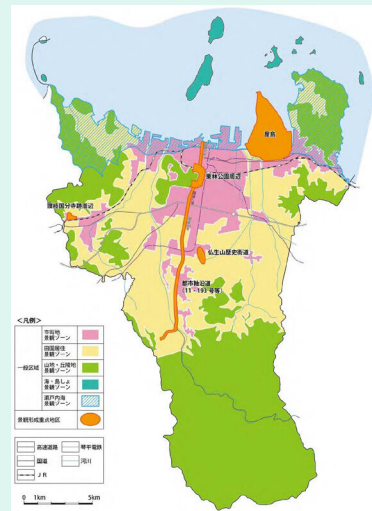 屋島
栗林公園周辺
讃岐国分寺跡周辺
仏生山歴史街道
都市軸沿道
(11・193号等)
<凡例>
一般区域
市街地
景観ゾーン
田園居住
景観ゾーン
山地・丘陵地
景観ゾーン
海・島しょ
景観ゾーン
瀬戸内海
景観ゾーン
景観形成重点地区
高速道路
琴平電鉄
国道
河川
JR
0 1km 5km